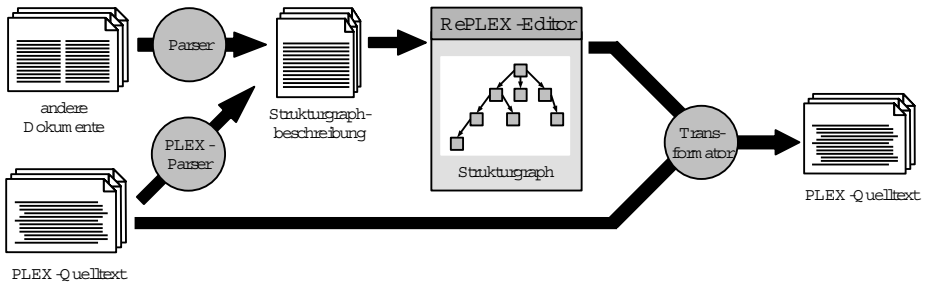 RePLEX-Editor
Parser
andere
Dokumente
Strukturgraph-
beschreibung
PLEX-
Parser
Strukturgraph
Trans-
formator
PLEX-Quelltext
PLEX-Quelltext